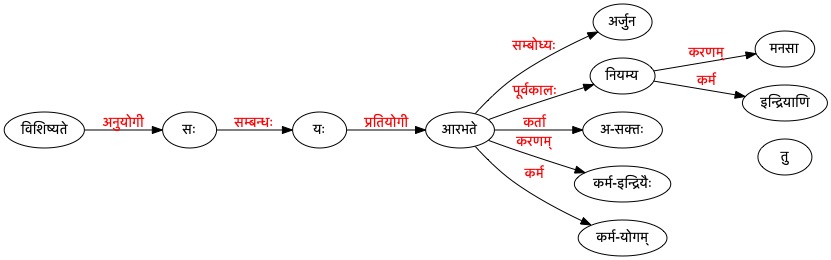 अर्जुन
सम्बोध्यः
मनसा
करणम्
नियम्य
पूर्वकालः
कर्म
इन्द्रियाणि
विशिष्यते
अनुयोगी
सः
सम्बन्धः
यः
प्रतियोगी
आरभते
कर्ता
अ-सक्तः
करणम्
तु
कर्म
कर्म-इन्द्रियैः
कर्म-योगम्